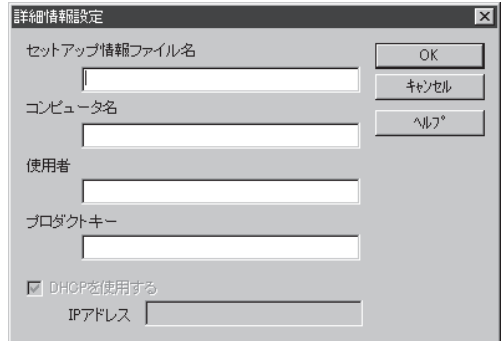 詳細情報設定
セットアップ情報ファイル名
OK
キャンセル
コンピュータ名
ヘルプ
使用者
プロダクトキー
DHCPを使用する
IPアドレス